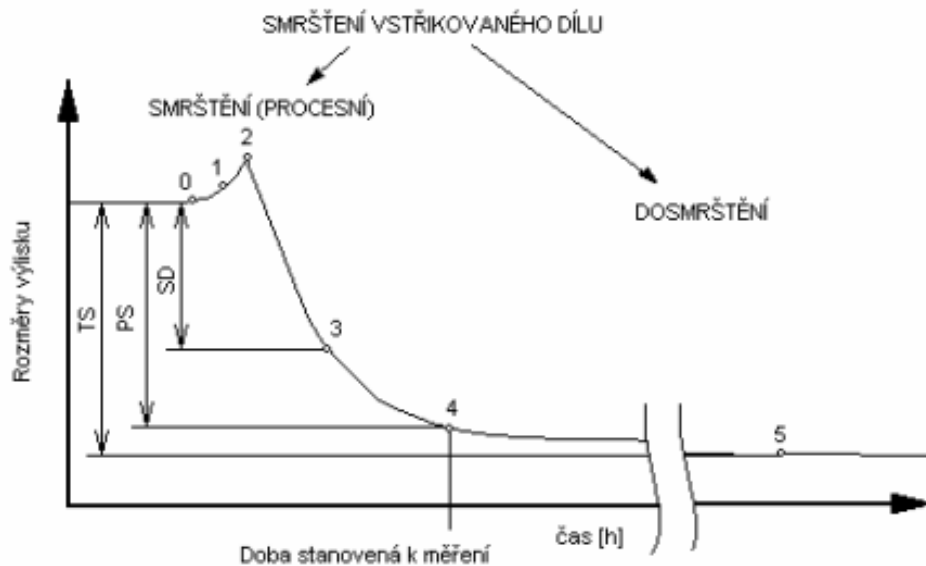 SMRŠŤENÍ VSTŘIKOVANÉHO DÍLU
SMRŠTĚNÍ (PROCESNÍ)
DOSMRŠTĚNÍ
0
1
2
3
4
5
Rozměry výlisku
TS
PS
SD
čas [h]
Doba stanovená k měření